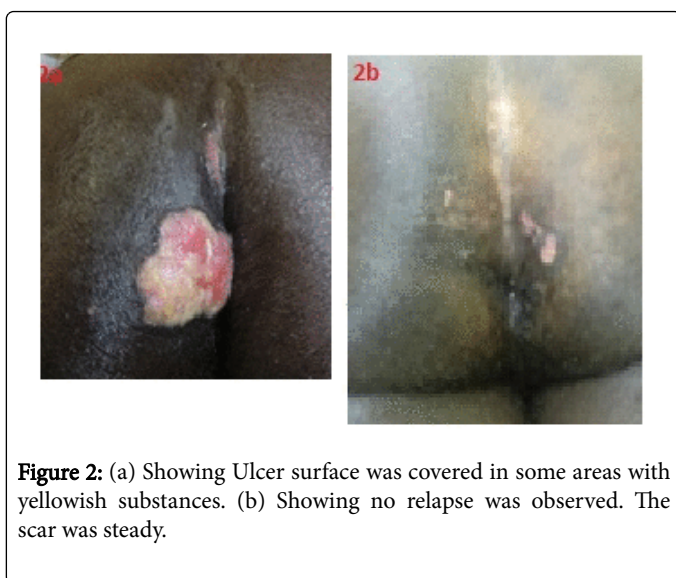 2a
2b
Figure 2: (a) Showing Ulcer surface was covered in some areas with
yellowish substances. (b) Showing no relapse was observed. The
scar was steady.